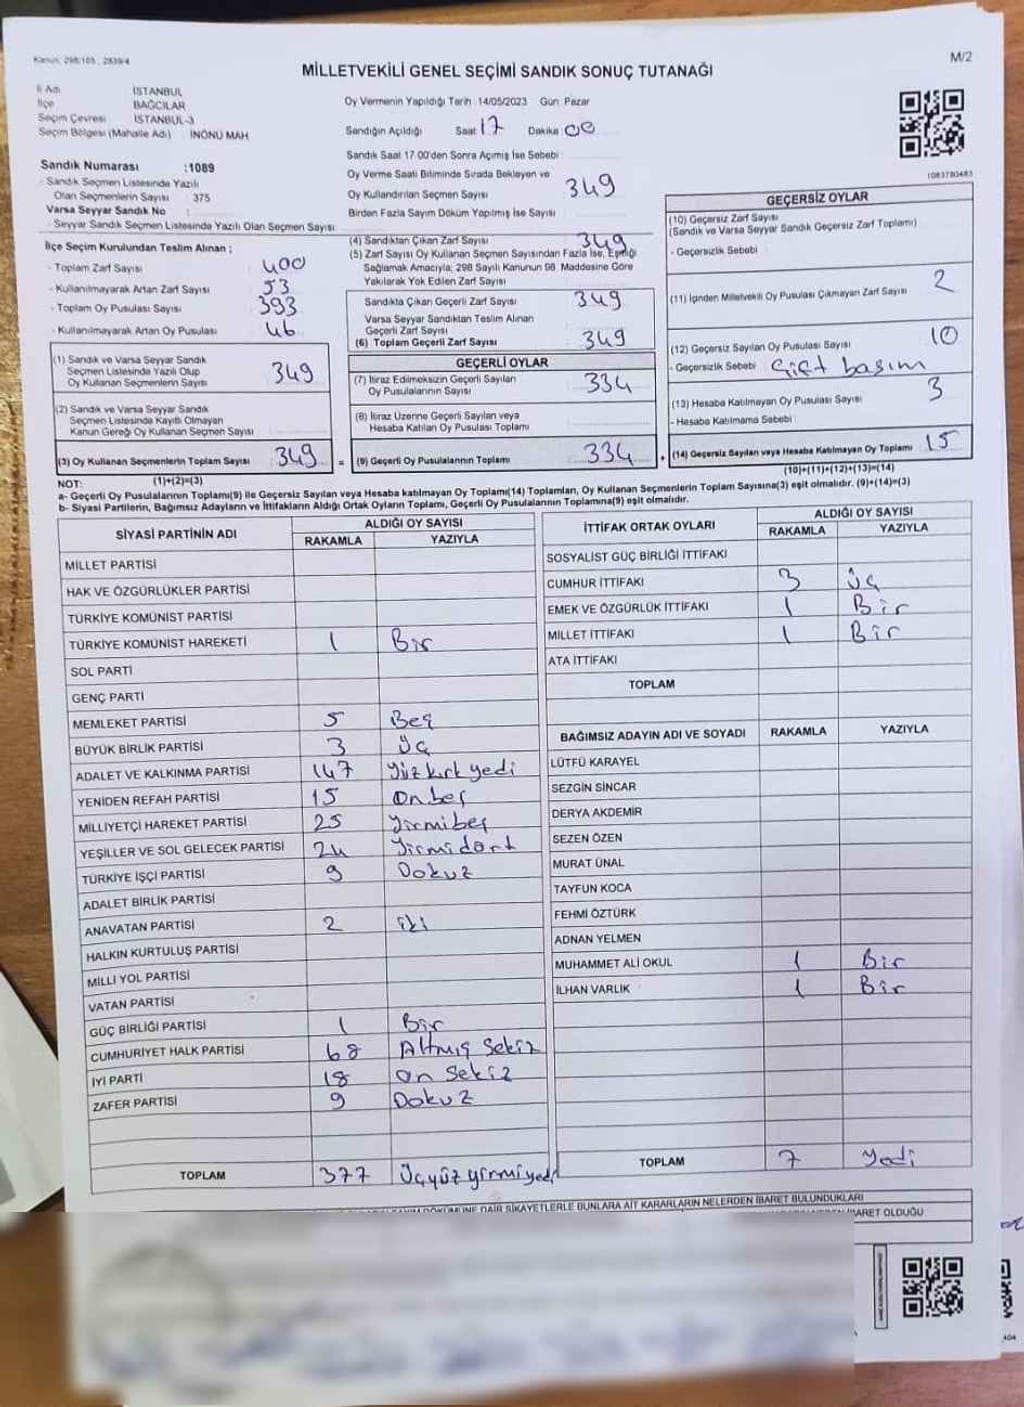 Kanun: 298/105, 2839/4
M/2
MİLLETVEKİLİ GENEL SEÇİMİ SANDIK SONUÇ TUTANAĞI
İl Adı İSTANBUL
İlçe BAĞCILAR
Seçim Çevresi İSTANBUL-3
Seçim Bölgesi (Mahalle Adı) İNÖNÜ MAH
Oy Vermenin Yapıldığı Tarih 14/05/2023 Gün Pazar
Sandığın Açıldığı Saat 17 Dakika 00
Sandık Saat 17:00'den Sonra Açımış İse Sebebi :
Oy Verme Saati Bitiminde Sırada Bekleyen ve
Oy Kullandırılan Seçmen Sayısı 349
Birden Fazla Sayım Döküm Yapılmış İse Sayısı
Sandık Numarası :1089
- Sandık Seçmen Listesinde Yazılı
Olan Seçmenlerin Sayısı 375
Varsa Seyyar Sandık No :
- Seyyar Sandık Seçmen Listesinde Yazılı Olan Seçmen Sayısı
İlçe Seçim Kurulundan Teslim Alınan ;
- Toplam Zarf Sayısı 400
- Kullanılmayarak Artan Zarf Sayısı 53
- Toplam Oy Pusulası Sayısı 393
- Kullanılmayarak Artan Oy Pusulası 46
(1) Sandık ve Varsa Seyyar Sandık
Seçmen Listesinde Yazılı Olup
Oy Kullanan Seçmenlerin Sayısı 349
(2) Sandık ve Varsa Seyyar Sandık
Seçmen Listesinde Kayıtlı Olmayan
Kanun Gereği Oy Kullanan Seçmen Sayısı
(3) Oy Kullanan Seçmenlerin Toplam Sayısı 349 =
(4) Sandıktan Çıkan Zarf Sayısı 349
(5) Zarf Sayısı Oy Kullanan Seçmen Sayısından Fazla İse, Eşitliği
Sağlamak Amacıyla, 298 Sayılı Kanunun 98. Maddesine Göre
Yakılarak Yok Edilen Zarf Sayısı
Sandıkta Çıkan Geçerli Zarf Sayısı 349
Varsa Seyyar Sandıktan Teslim Alınan
Geçerli Zarf Sayısı
(6) Toplam Geçerli Zarf Sayısı 349
GEÇERLİ OYLAR
(7) İtiraz Edilmeksizin Geçerli Sayılan
Oy Pusulalarının Sayısı 334
(8) İtiraz Üzerine Geçerli Sayılan veya
Hesaba Katılan Oy Pusulası Toplamı
(9) Geçerli Oy Pusulalarının Toplamı 334 +
1083780483
GEÇERSİZ OYLAR
(10) Geçersiz Zarf Sayısı
(Sandık ve Varsa Seyyar Sandık Geçersiz Zarf Toplamı)
- Geçersizlik Sebebi
(11) İçinden Milletvekili Oy Pusulası Çıkmayan Zarf Sayısı 2
(12) Geçersiz Sayılan Oy Pusulası Sayısı 10
- Geçersizlik Sebebi Çift basım
(13) Hesaba Katılmayan Oy Pusulası Sayısı 3
- Hesaba Katılmama Sebebi
(14) Geçersiz Sayılan veya Hesaba Katılmayan Oy Toplamı 15
(10)+(11)+(12)+(13)=(14)
NOT: (1)+(2)=(3)
a- Geçerli Oy Pusulalarının Toplamı(9) ile Geçersiz Sayılan veya Hesaba katılmayan Oy Toplamı(14) Toplamları, Oy Kullanan Seçmenlerin Toplam Sayısına(3) eşit olmalıdır. (9)+(14)=(3)
b- Siyasi Partilerin, Bağımsız Adayların ve İttifakların Aldığı Ortak Oyların Toplamı, Geçerli Oy Pusulalarının Toplamına(9) eşit olmalıdır.
SİYASİ PARTİNİN ADI ALDIĞI OY SAYISI
RAKAMLA YAZIYLA
MİLLET PARTİSİ
HAK VE ÖZGÜRLÜKLER PARTİSİ
TÜRKİYE KOMÜNİST PARTİSİ
TÜRKİYE KOMÜNİST HAREKETİ 1 Bir
SOL PARTİ
GENÇ PARTİ
MEMLEKET PARTİSİ 5 Beş
BÜYÜK BİRLİK PARTİSİ 3 Üç
ADALET VE KALKINMA PARTİSİ 147 Yüz kırk yedi
YENİDEN REFAH PARTİSİ 15 On beş
MİLLİYETÇİ HAREKET PARTİSİ 25 Yirmibeş
YEŞİLLER VE SOL GELECEK PARTİSİ 24 Yirmidört
TÜRKİYE İŞÇİ PARTİSİ 9 Dokuz
ADALET BİRLİK PARTİSİ
ANAVATAN PARTİSİ 2 iki
HALKIN KURTULUŞ PARTİSİ
MİLLİ YOL PARTİSİ
VATAN PARTİSİ
GÜÇ BİRLİĞİ PARTİSİ 1 Bir
CUMHURİYET HALK PARTİSİ 68 Altmış Sekiz
İYİ PARTİ 18 On Sekiz
ZAFER PARTİSİ 9 Dokuz
TOPLAM 377 Üçyüz yirmi yedi
İTTİFAK ORTAK OYLARI ALDIĞI OY SAYISI
RAKAMLA YAZIYLA
SOSYALİST GÜÇ BİRLİĞİ İTTİFAKI
CUMHUR İTTİFAKI 3 Üç
EMEK VE ÖZGÜRLÜK İTTİFAKI 1 Bir
MİLLET İTTİFAKI 1 Bir
ATA İTTİFAKI
TOPLAM
BAĞIMSIZ ADAYIN ADI VE SOYADI RAKAMLA YAZIYLA
LÜTFÜ KARAYEL
SEZGİN SİNCAR
DERYA AKDEMİR
SEZEN ÖZEN
MURAT ÜNAL
TAYFUN KOCA
FEHMİ ÖZTÜRK
ADNAN YELMEN
MUHAMMET ALİ OKUL 1 Bir
İLHAN VARLIK 1 Bir
TOPLAM 7 Yedi
DÖKÜMÜNE DAİR ŞİKAYETLERLE BUNLARA AİT KARARLARIN NELERDEN İBARET BULUNDUKLARI
İBARET OLDUĞU
404